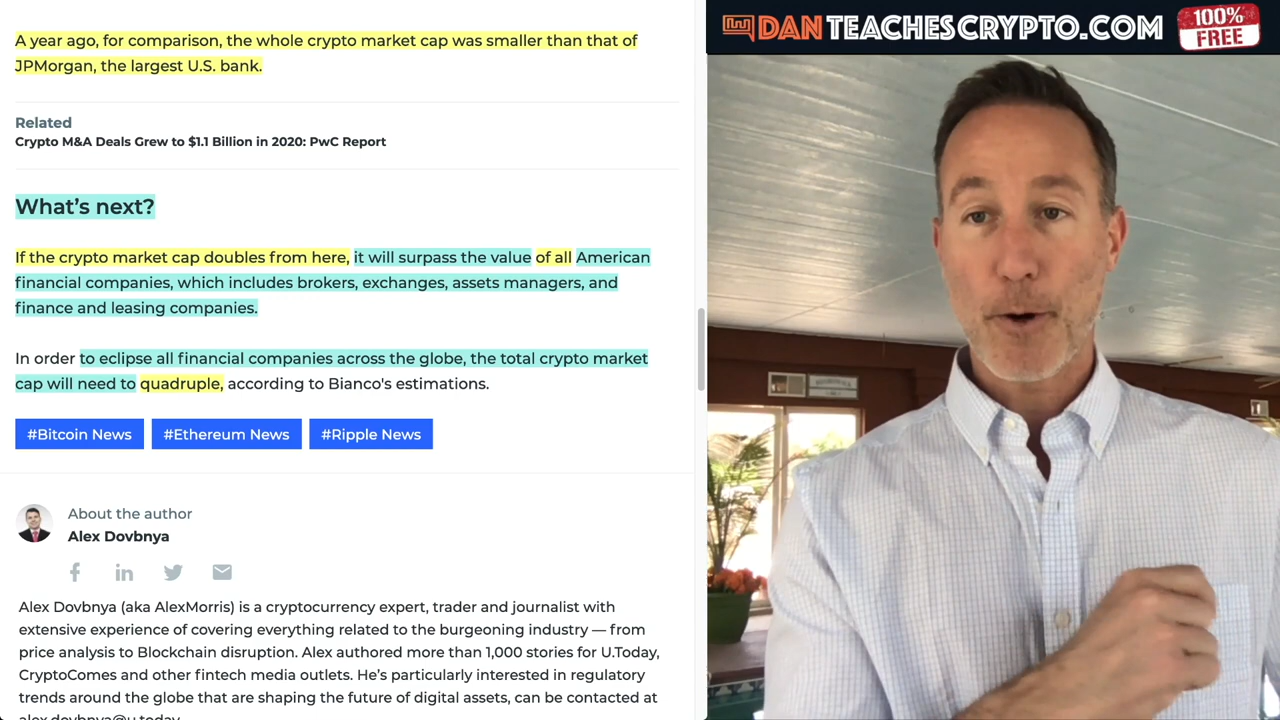 A year ago, for comparison, the whole crypto market cap was smaller than that of
JPMorgan, the largest U.S. bank.
Related
Crypto M&A Deals Grew to $1.1 Billion in 2020: PwC Report
What's next?
If the crypto market cap doubles from here, it will surpass the value of all American
financial companies, which includes brokers, exchanges, assets managers, and
finance and leasing companies.
In order to eclipse all financial companies across the globe, the total crypto market
cap will need to quadruple, according to Bianco's estimations.
#Bitcoin News
#Ethereum News
#Ripple News
About the author
Alex Dovbnya
Alex Dovbnya (aka AlexMorris) is a cryptocurrency expert, trader and journalist with
extensive experience of covering everything related to the burgeoning industry — from
price analysis to Blockchain disruption. Alex authored more than 1,000 stories for U.Today,
CryptoComes and other fintech media outlets. He's particularly interested in regulatory
trends around the globe that are shaping the future of digital assets, can be contacted at
alex.dovbnya@u.today
DANTEACHESCRYPTO.COM
100%
FREE